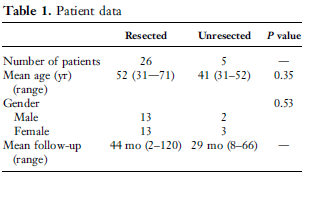 Table 1. Patient data
Resected Unresected P value
Number of patients 26 5 —
Mean age (yr) 52 (31—71) 41 (31–52) 0.35
(range)
Gender 0.53
Male 13 2
Female 13 3
Mean follow-up 44 mo (2–120) 29 mo (8–66) —
(range)